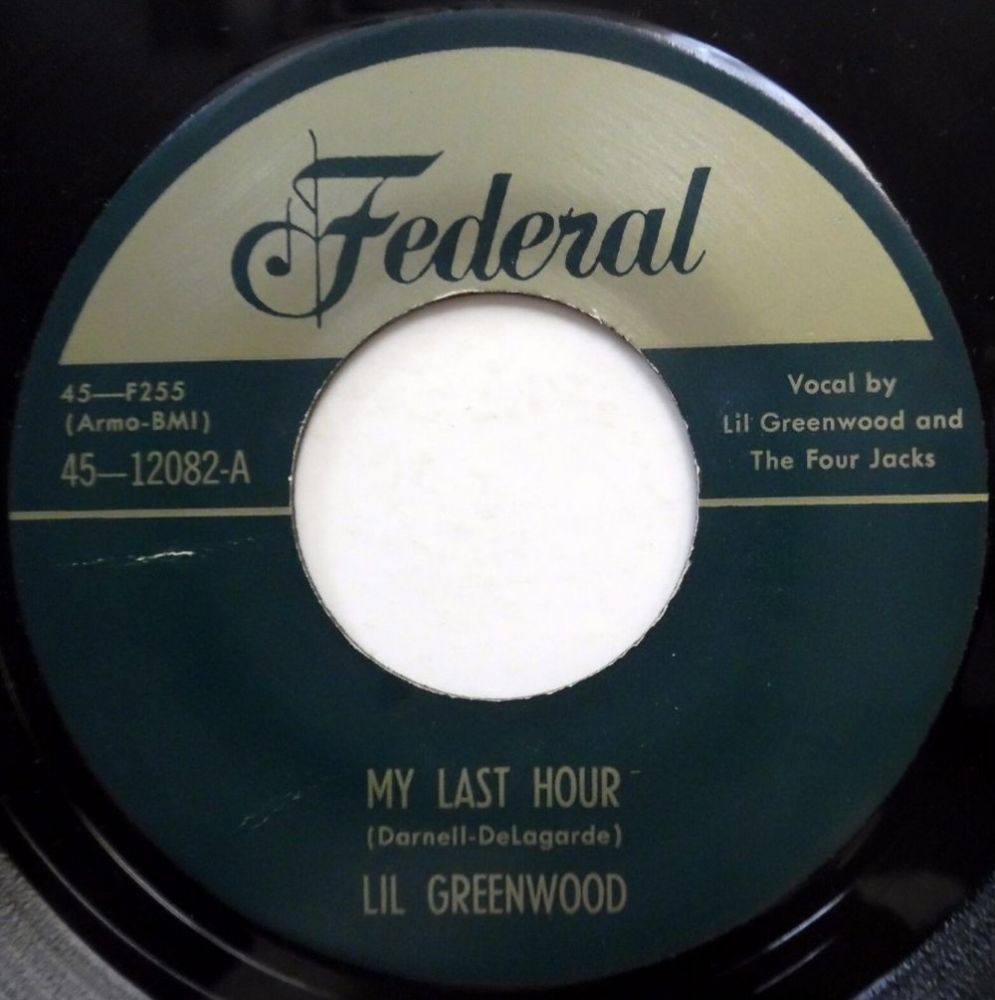 Federal
45—F255
(Armo-BMI)
45—12082-A
Vocal by
Lil Greenwood and
The Four Jacks
MY LAST HOUR
(Darnell-DeLagarde)
LIL GREENWOOD